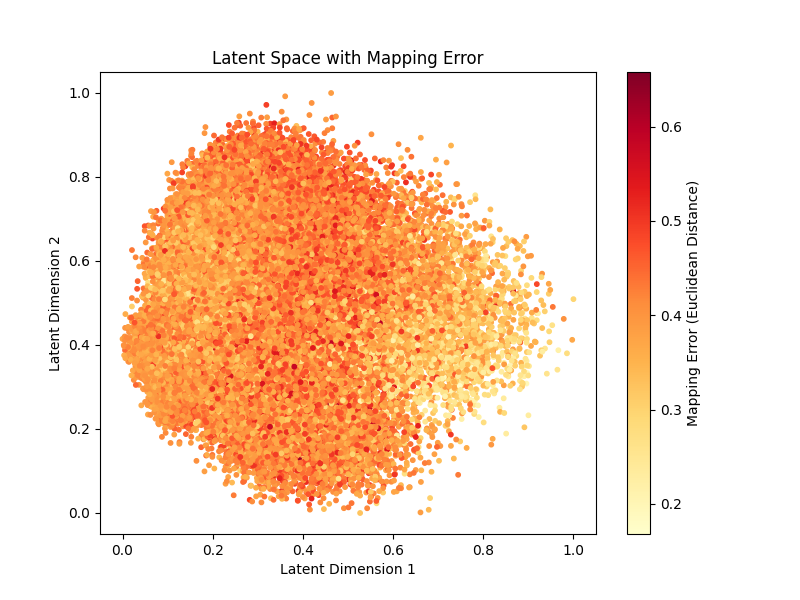 Latent Space with Mapping Error
Latent Dimension 2
1.0
0.8
0.6
0.4
0.2
0.0
0.0 0.2 0.4 0.6 0.8 1.0
Latent Dimension 1
0.6
0.5
0.4
0.3
0.2
Mapping Error (Euclidean Distance)